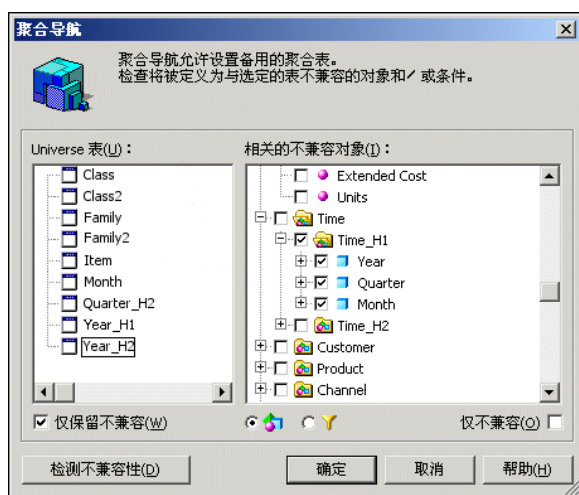 聚合导航
聚合导航允许设置备用的聚合表。
检查将被定义为与选定的表不兼容的对象和/ 或条件。
Universe 表(U)：
相关的不兼容对象(I)：
Class
Class2
Family
Family2
Item
Month
Quarter_H2
Year_H1
Year_H2
Extended Cost
Units
Time
Time_H1
Year
Quarter
Month
Time_H2
Customer
Product
Channel
仅保留不兼容(W)
仅不兼容(O)
检测不兼容性(D)
确定
取消
帮助(H)